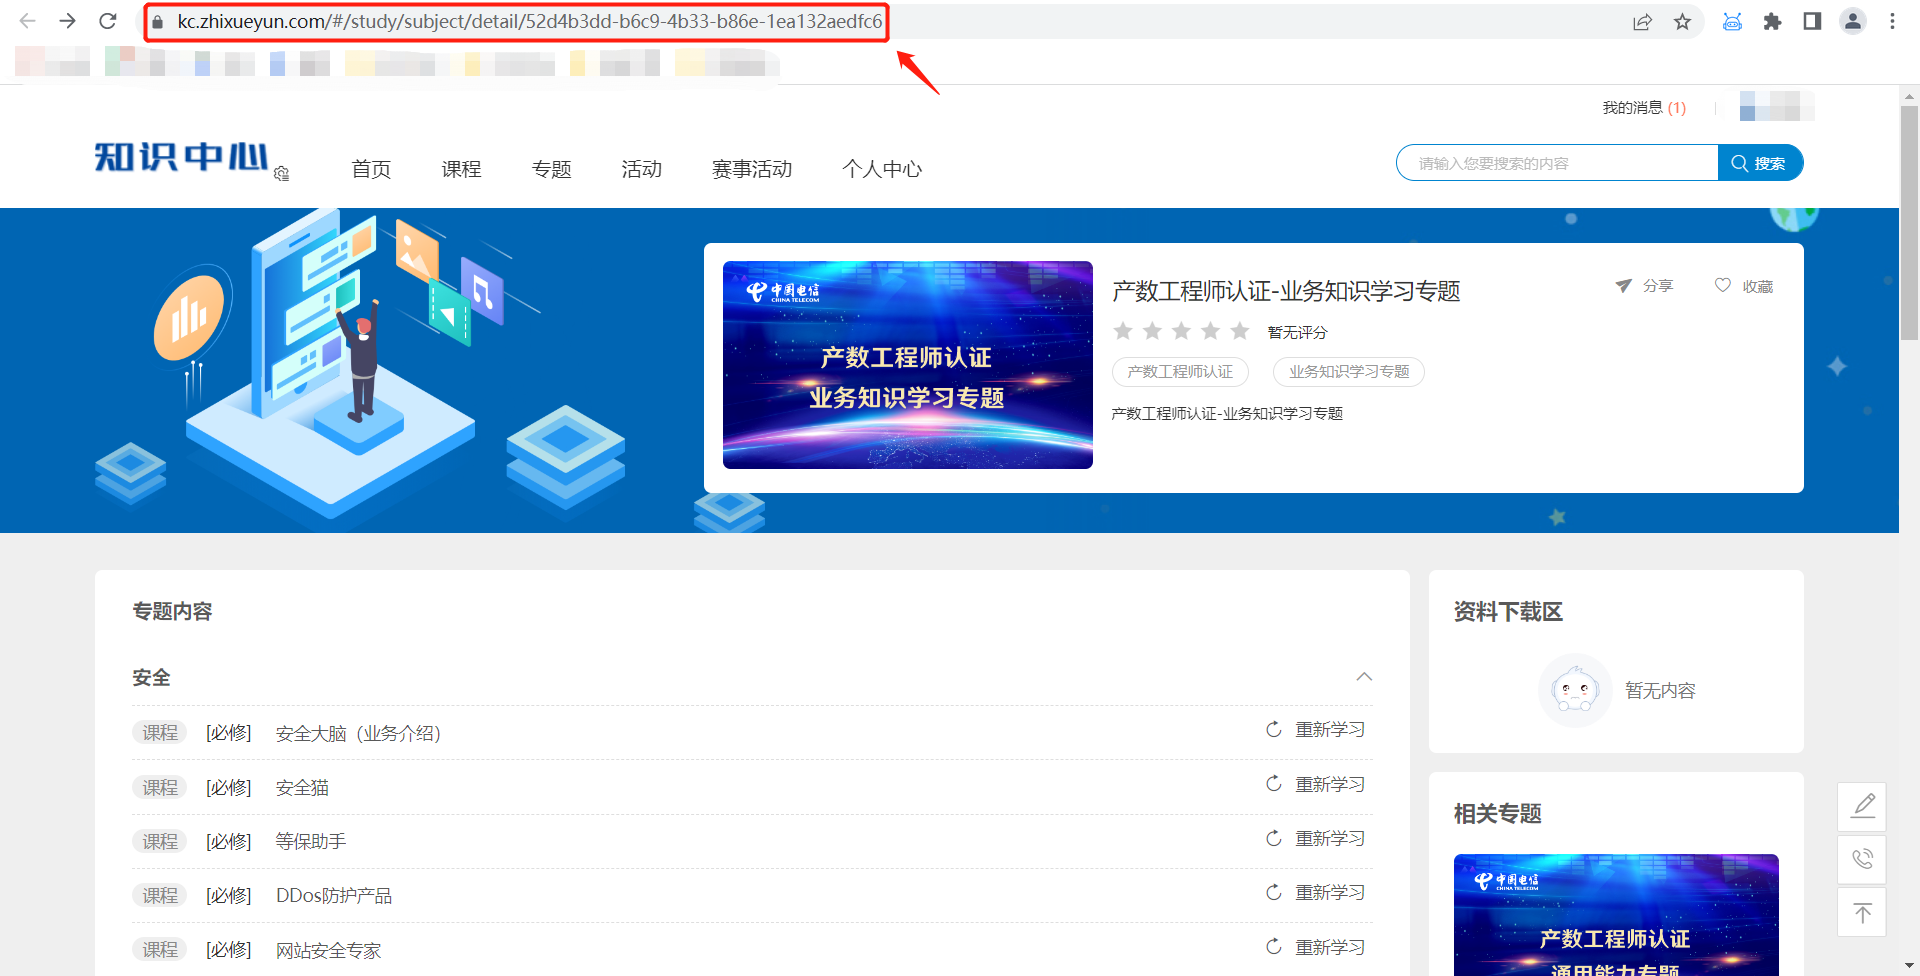 kc.zhixueyun.com/#/study/subject/detail/52d4b3dd-b6c9-4b33-b86e-1ea132aedfc6
我的消息 (1)
知识中心
首页 课程 专题 活动 赛事活动 个人中心
请输入您要搜索的内容 搜索
中国电信
CHINA TELECOM
产数工程师认证
业务知识学习专题
产数工程师认证-业务知识学习专题
分享 收藏
暂无评分
产数工程师认证 业务知识学习专题
产数工程师认证-业务知识学习专题
专题内容
安全
课程 [必修] 安全大脑（业务介绍） 重新学习
课程 [必修] 安全猫 重新学习
课程 [必修] 等保助手 重新学习
课程 [必修] DDos防护产品 重新学习
课程 [必修] 网站安全专家 重新学习
资料下载区
暂无内容
相关专题
中国电信
CHINA TELECOM
产数工程师认证
通用能力专题